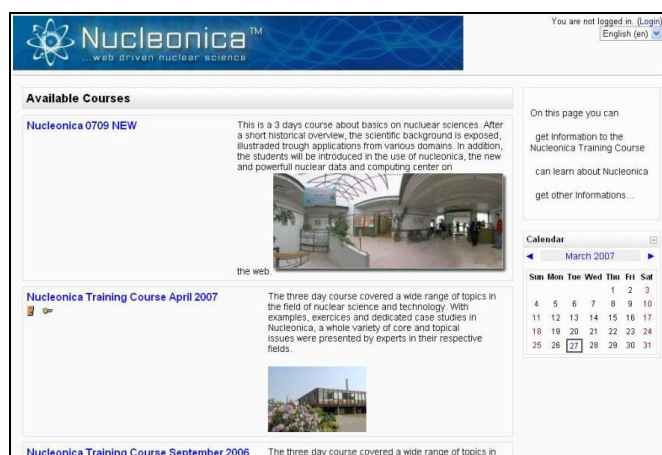 Nucleonica™
...web driven nuclear science
You are not logged in. (Login)
English (en)
Available Courses
Nucleonica 0709 NEW
This is a 3 days course about basics on nucluear sciences. After
a short historical overview, the scientific background is exposed,
illustraded trough applications from various domains. In addition,
the students will be introduced in the use of nucleonica, the new
and powerfull nuclear data and computing center on
the web.
Nucleonica Training Course April 2007
The three day course covered a wide range of topics in
the field of nuclear science and technology. With
examples, exercices and dedicated case studies in
Nucleonica, a whole variety of core and topical
issues were presented by experts in their respective
fields.
Nucleonica Training Course September 2006
The three day course covered a wide range of topics in
On this page you can
get Information to the
Nucleonica Training Course
can learn about Nucleonica
get other Informations...
Calendar
March 2007
Sun Mon Tue Wed Thu Fri Sat
1 2 3
4 5 6 7 8 9 10
11 12 13 14 15 16 17
18 19 20 21 22 23 24
25 26 27 28 29 30 31